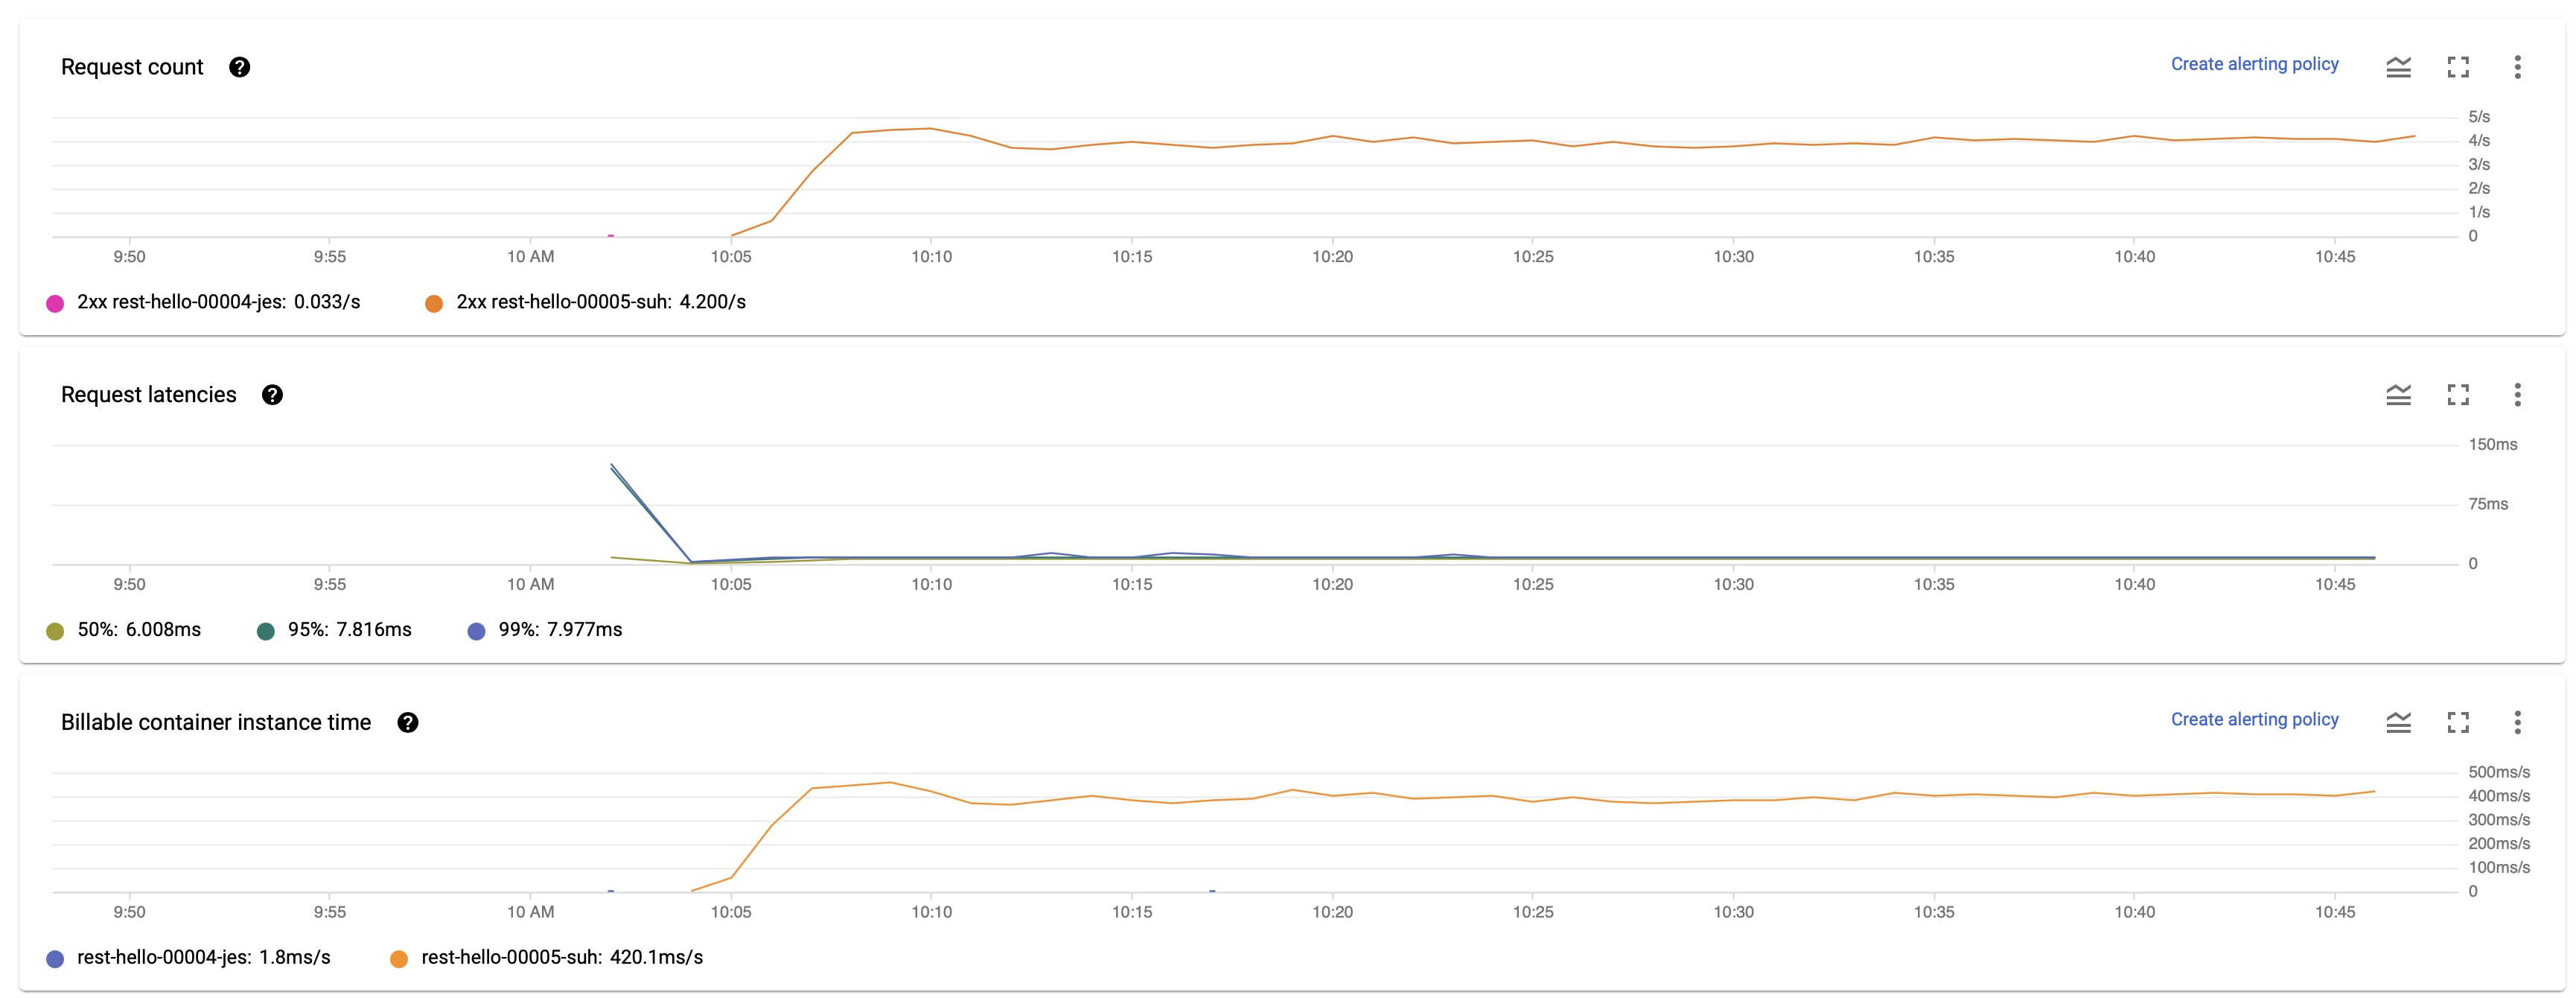 Request count
Create alerting policy
5/s
4/s
3/s
2/s
1/s
0
9:50 9:55 10 AM 10:05 10:10 10:15 10:20 10:25 10:30 10:35 10:40 10:45
2xx rest-hello-00004-jes: 0.033/s 2xx rest-hello-00005-suh: 4.200/s
Request latencies
150ms
75ms
0
9:50 9:55 10 AM 10:05 10:10 10:15 10:20 10:25 10:30 10:35 10:40 10:45
50%: 6.008ms 95%: 7.816ms 99%: 7.977ms
Billable container instance time
Create alerting policy
500ms/s
400ms/s
300ms/s
200ms/s
100ms/s
0
9:50 9:55 10 AM 10:05 10:10 10:15 10:20 10:25 10:30 10:35 10:40 10:45
rest-hello-00004-jes: 1.8ms/s rest-hello-00005-suh: 420.1ms/s